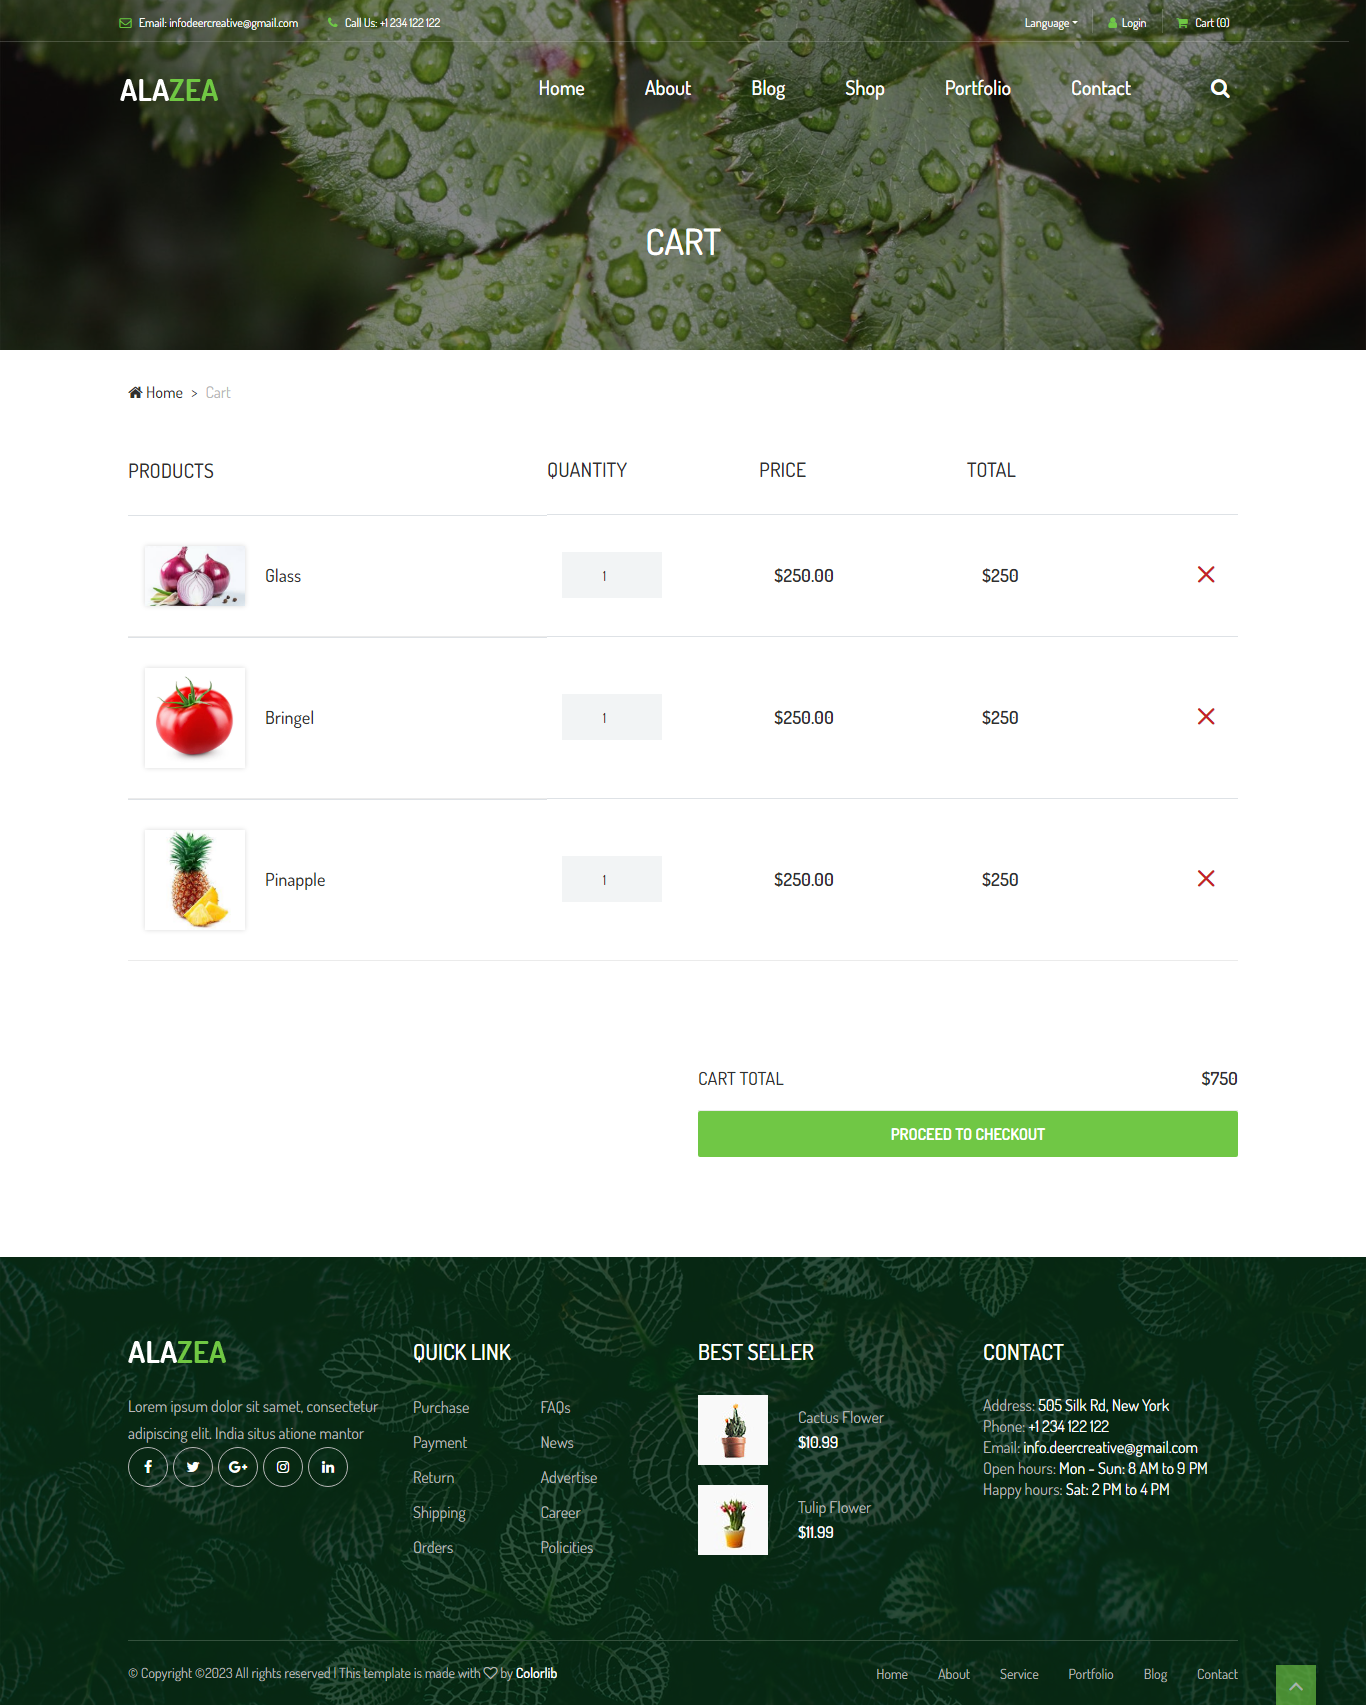 Email: infodeercreative@gmail.com Call Us: +1 234 122 122 Language Login Cart (0)
ALAZEA Home About Blog Shop Portfolio Contact
CART
Home > Cart
PRODUCTS QUANTITY PRICE TOTAL
Glass 1 $250.00 $250
Bringel 1 $250.00 $250
Pinapple 1 $250.00 $250
CART TOTAL $750
PROCEED TO CHECKOUT
ALAZEA
Lorem ipsum dolor sit samet, consectetur
adipiscing elit. India situs atione mantor
QUICK LINK
Purchase
Payment
Return
Shipping
Orders
FAQs
News
Advertise
Career
Policities
BEST SELLER
Cactus Flower
$10.99
Tulip Flower
$11.99
CONTACT
Address: 505 Silk Rd, New York
Phone: +1 234 122 122
Email: info.deercreative@gmail.com
Open hours: Mon - Sun: 8 AM to 9 PM
Happy hours: Sat: 2 PM to 4 PM
© Copyright ©2023 All rights reserved | This template is made with by Colorlib Home About Service Portfolio Blog Contact